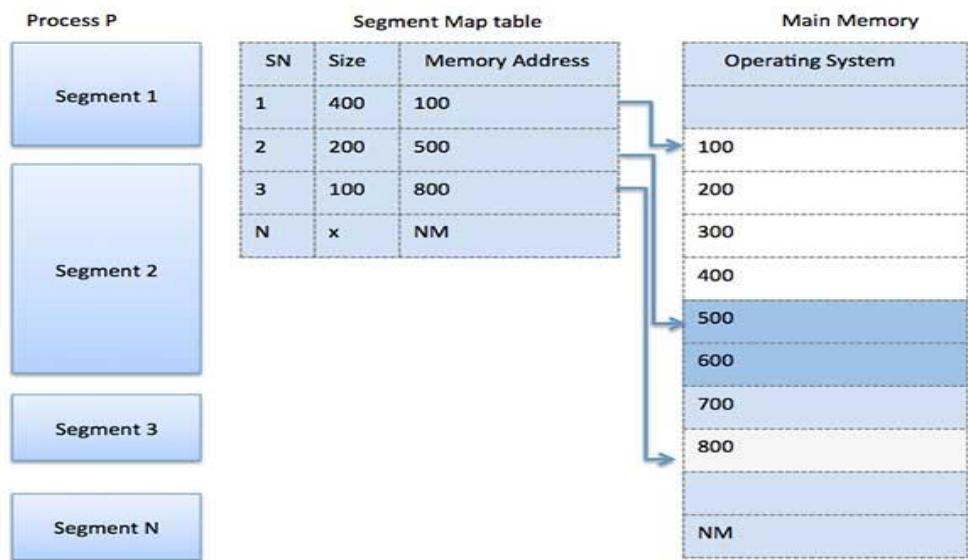 Process P
Segment Map table
Main Memory
Segment 1
Segment 2
Segment 3
Segment N
SN Size Memory Address
1 400 100
2 200 500
3 100 800
N x NM
Operating System
100
200
300
400
500
600
700
800
NM